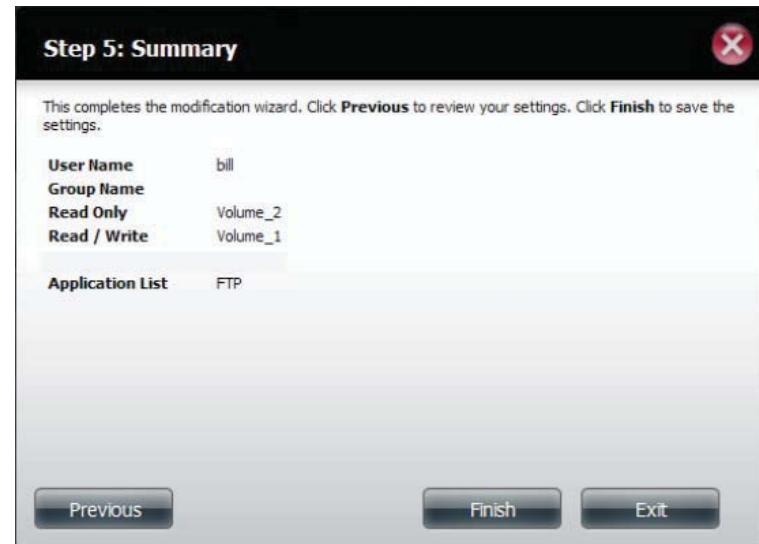 Step 5: Summary
This completes the modification wizard. Click Previous to review your settings. Click Finish to save the
settings.
User Name bill
Group Name
Read Only Volume_2
Read / Write Volume_1
Application List FTP
Previous Finish Exit